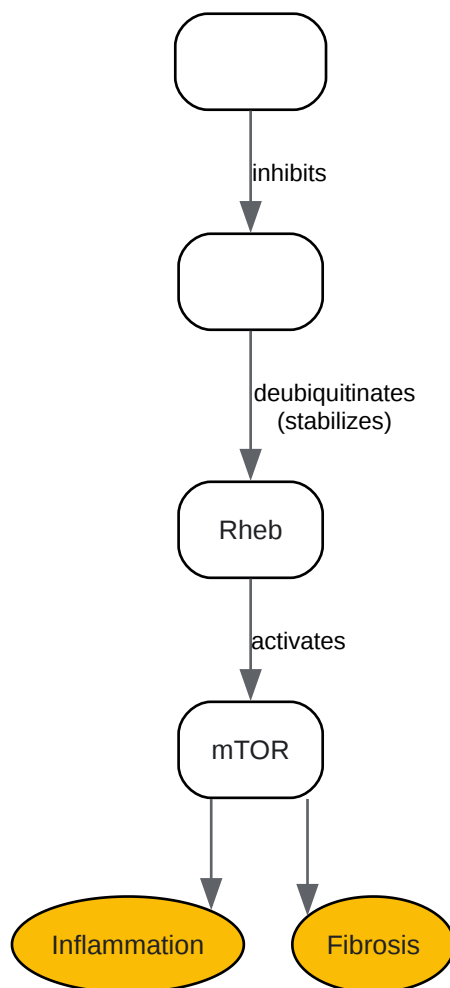 inhibits
deubiquitinates
(stabilizes)
Rheb
activates
mTOR
Inflammation
Fibrosis